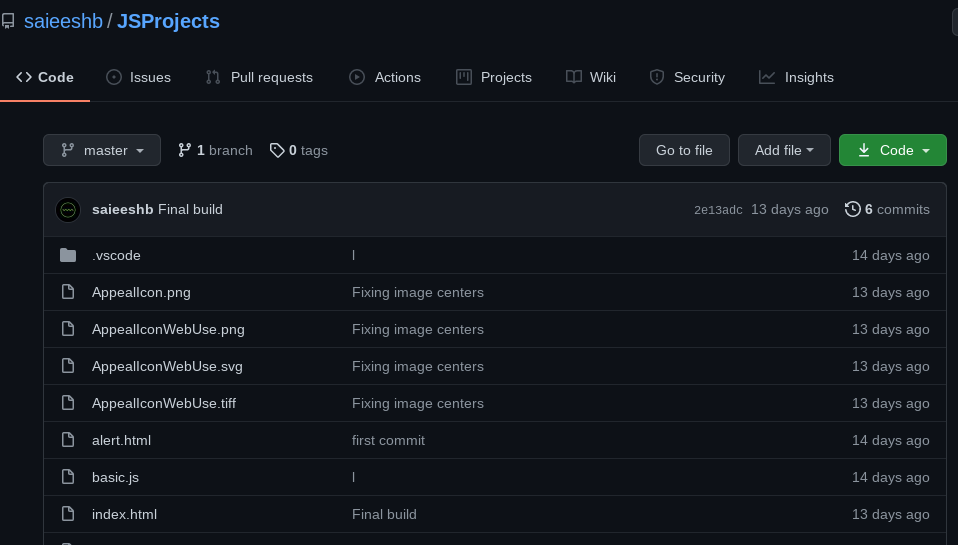 saieeshb / JSProjects
Code Issues Pull requests Actions Projects Wiki Security Insights
master 1 branch 0 tags Go to file Add file Code
saieeshb Final build 2e13adc 13 days ago 6 commits
.vscode l 14 days ago
AppealIcon.png Fixing image centers 13 days ago
AppealIconWebUse.png Fixing image centers 13 days ago
AppealIconWebUse.svg Fixing image centers 13 days ago
AppealIconWebUse.tiff Fixing image centers 13 days ago
alert.html first commit 14 days ago
basic.js l 14 days ago
index.html Final build 13 days ago